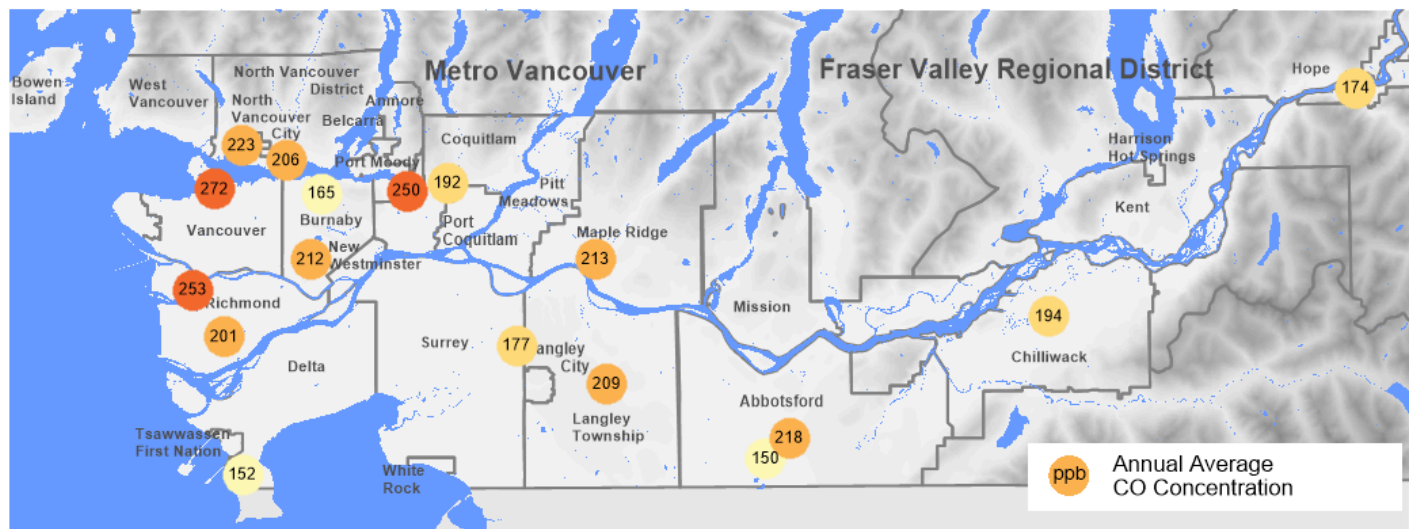 Metro Vancouver
Fraser Valley Regional District
Bowen
Island
West
Vancouver
North Vancouver
District
North
Vancouver
City
Anmore
Belcarra
Coquitlam
Port Moody
Hope
174
Harrison
Hot Springs
223
206
272
165
250
192
Pitt
Meadows
Kent
Vancouver
Burnaby
Port
Coquitlam
Maple Ridge
212
New
Westminster
213
253
Richmond
201
Mission
194
Chilliwack
Delta
Surrey
177
angley
City
209
Langley
Township
Abbotsford
218
150
Tsawwassen
First Nation
152
White
Rock
ppb
Annual Average
CO Concentration